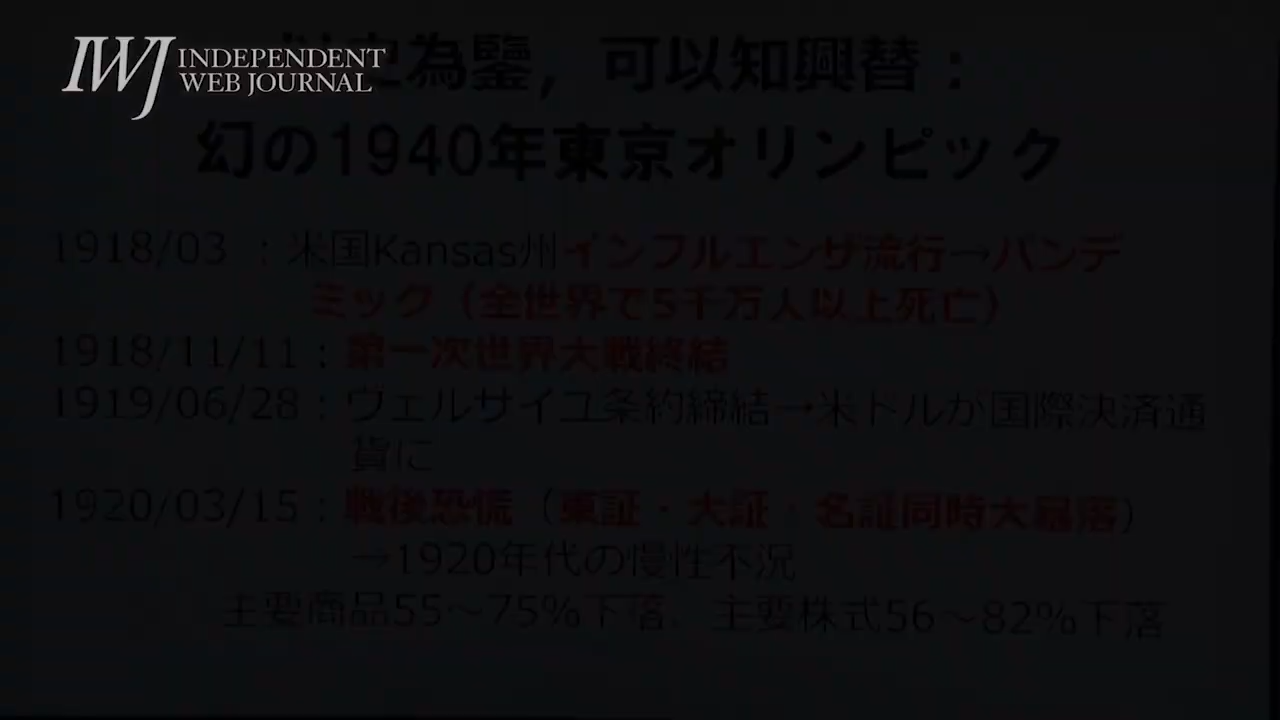 IWJ INDEPENDENT
WEB JOURNAL
以史為鑒，可以知興替：
幻の1940年東京オリンピック
1918/03 ：米国Kansas州インフルエンザ流行→パンデ
ミック（全世界で5千万人以上死亡）
1918/11/11：第一次世界大戦終結
1919/06/28：ヴェルサイユ条約締結→米ドルが国際決済通
貨に
1920/03/15：戦後恐慌（東証・大証・名証同時大暴落）
→1920年代の慢性不況
主要商品55～75%下落、主要株式56～82%下落